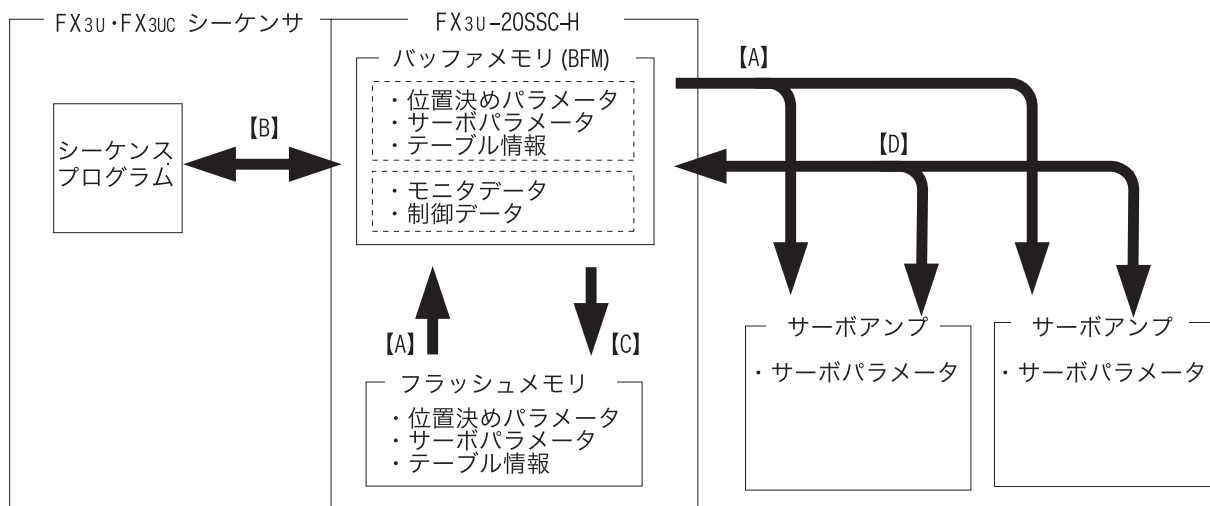 FX3U・FX3UC シーケンサ
FX3U-20SSC-H
バッファメモリ(BFM)
・位置決めパラメータ
・サーボパラメータ
・テーブル情報
・モニタデータ
・制御データ
シーケンス
プログラム
【B】
【A】
【D】
【A】
【C】
フラッシュメモリ
・位置決めパラメータ
・サーボパラメータ
・テーブル情報
サーボアンプ
・サーボパラメータ
サーボアンプ
・サーボパラメータ